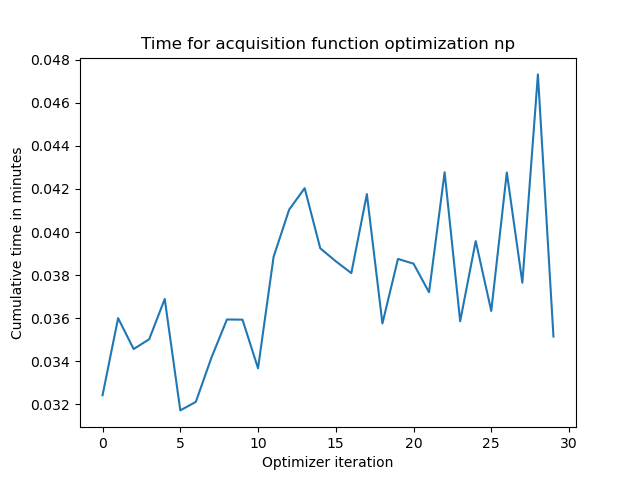 Time for acquisition function optimization np
0.048
0.046
0.044
0.042
0.040
0.038
0.036
0.034
0.032
Cumulative time in minutes
0 5 10 15 20 25 30
Optimizer iteration